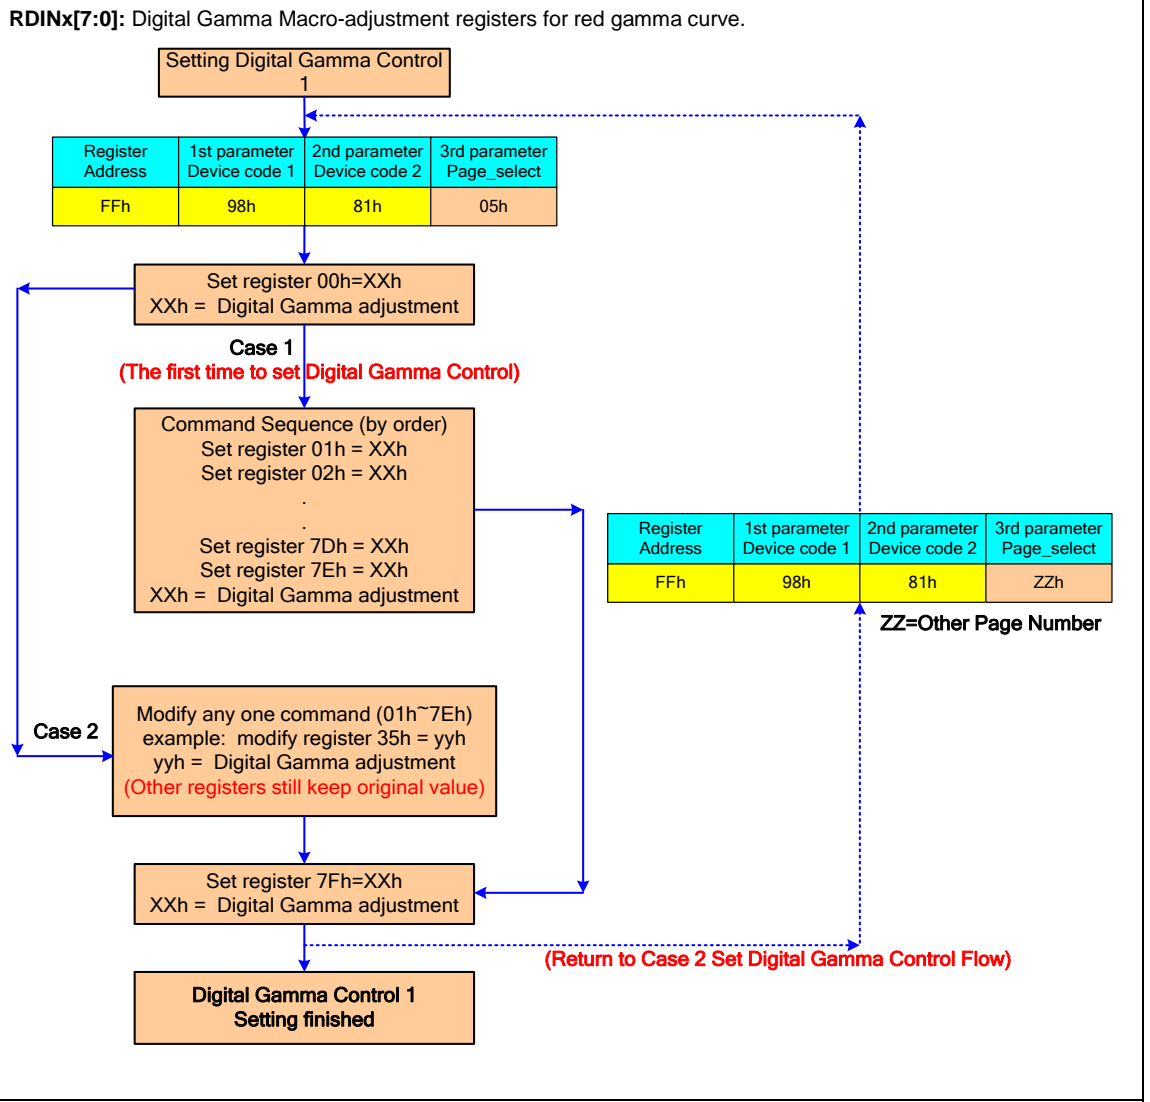 RDINx[7:0]: Digital Gamma Macro-adjustment registers for red gamma curve.
Setting Digital Gamma Control
1
Register Address
1st parameter Device code 1
2nd parameter Device code 2
3rd parameter Page_select
FFh
98h
81h
05h
Set register 00h=XXh
XXh = Digital Gamma adjustment
Case 1
(The first time to set Digital Gamma Control)
Command Sequence (by order)
Set register 01h = XXh
Set register 02h = XXh
.
.
Set register 7Dh = XXh
Set register 7Eh = XXh
XXh = Digital Gamma adjustment
Register Address
1st parameter Device code 1
2nd parameter Device code 2
3rd parameter Page_select
FFh
98h
81h
ZZh
ZZ=Other Page Number
Case 2
Modify any one command (01h~7Eh)
example: modify register 35h = yyh
yyh = Digital Gamma adjustment
(Other registers still keep original value)
Set register 7Fh=XXh
XXh = Digital Gamma adjustment
(Return to Case 2 Set Digital Gamma Control Flow)
Digital Gamma Control 1
Setting finished